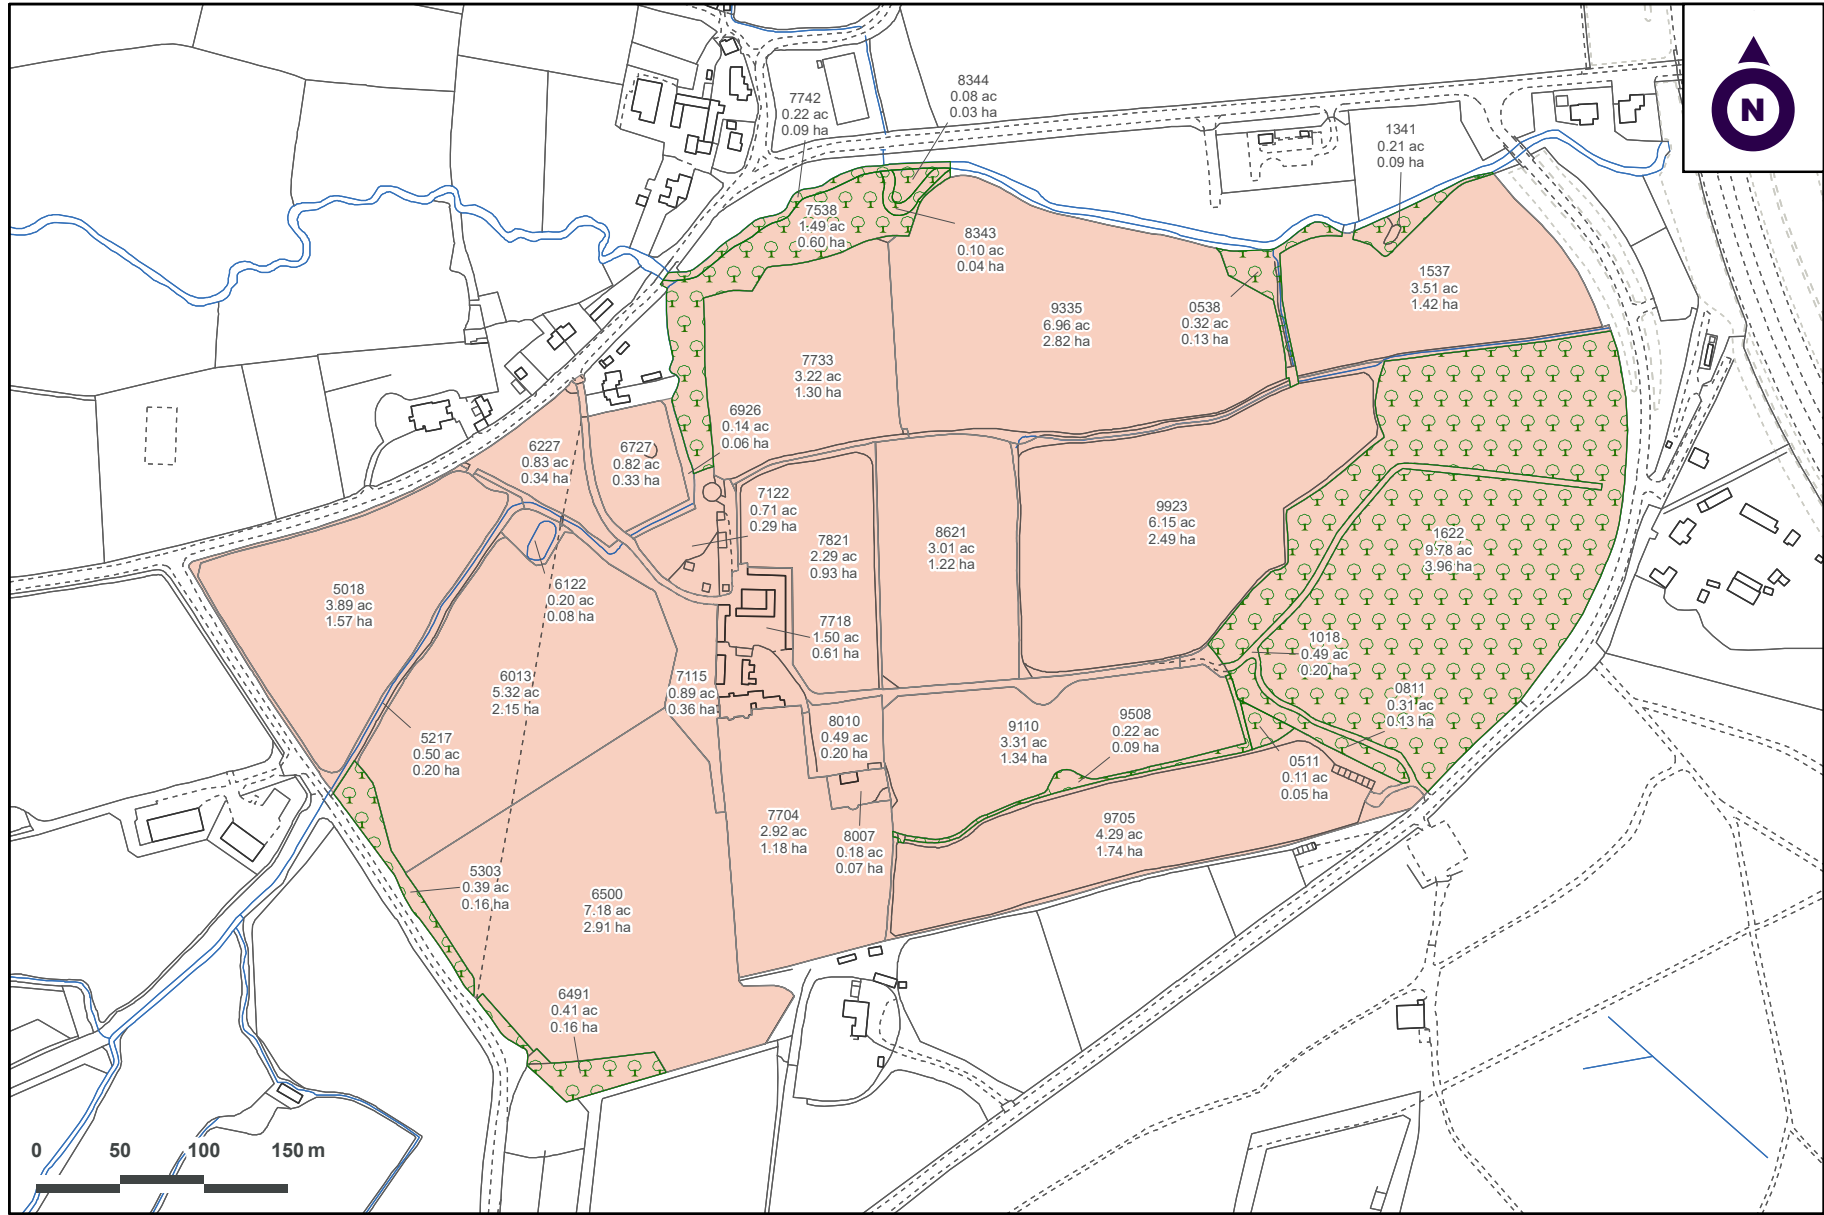 N
8344
0.08 ac
0.03 ha
7742
0.22 ac
0.09 ha
1341
0.21 ac
0.09 ha
7538
1.49 ac
0.60 ha
8343
0.10 ac
0.04 ha
1537
3.51 ac
1.42 ha
9335
6.96 ac
2.82 ha
0538
0.32 ac
0.13 ha
7733
3.22 ac
1.30 ha
6926
0.14 ac
0.06 ha
6227
0.83 ac
0.34 ha
6727
0.82 ac
0.33 ha
7122
0.71 ac
0.29 ha
7821
2.29 ac
0.93 ha
8621
3.01 ac
1.22 ha
9923
6.15 ac
2.49 ha
1622
9.78 ac
3.96 ha
5018
3.89 ac
1.57 ha
6122
0.20 ac
0.08 ha
7718
1.50 ac
0.61 ha
1018
0.49 ac
0.20 ha
6013
5.32 ac
2.15 ha
7115
0.89 ac
0.36 ha
0811
0.31 ac
0.13 ha
8010
0.49 ac
0.20 ha
9110
3.31 ac
1.34 ha
9508
0.22 ac
0.09 ha
5217
0.50 ac
0.20 ha
0511
0.11 ac
0.05 ha
7704
2.92 ac
1.18 ha
8007
0.18 ac
0.07 ha
9705
4.29 ac
1.74 ha
5303
0.39 ac
0.16 ha
6500
7.18 ac
2.91 ha
6491
0.41 ac
0.16 ha
0 50 100 150 m